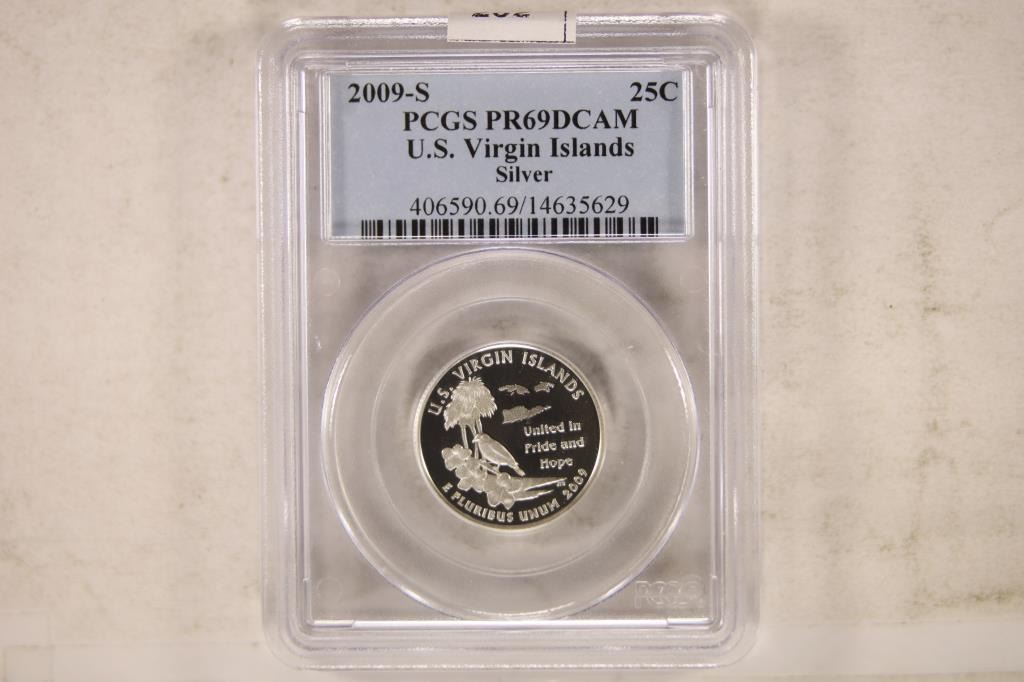 2009-S 25C
PCGS PR69DCAM
U.S. Virgin Islands
Silver
406590.69/14635629
U.S. VIRGIN ISLANDS
United in
Pride and
Hope
E PLURIBUS UNUM 2009
PCGS